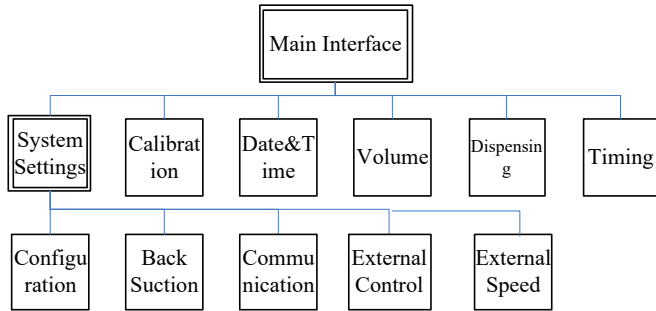 Main Interface
System
Settings
Calibrat
ion
Date&T
ime
Volume
Dispensin
g
Timing
Configu
ration
Back
Suction
Commu
nication
External
Control
External
Speed